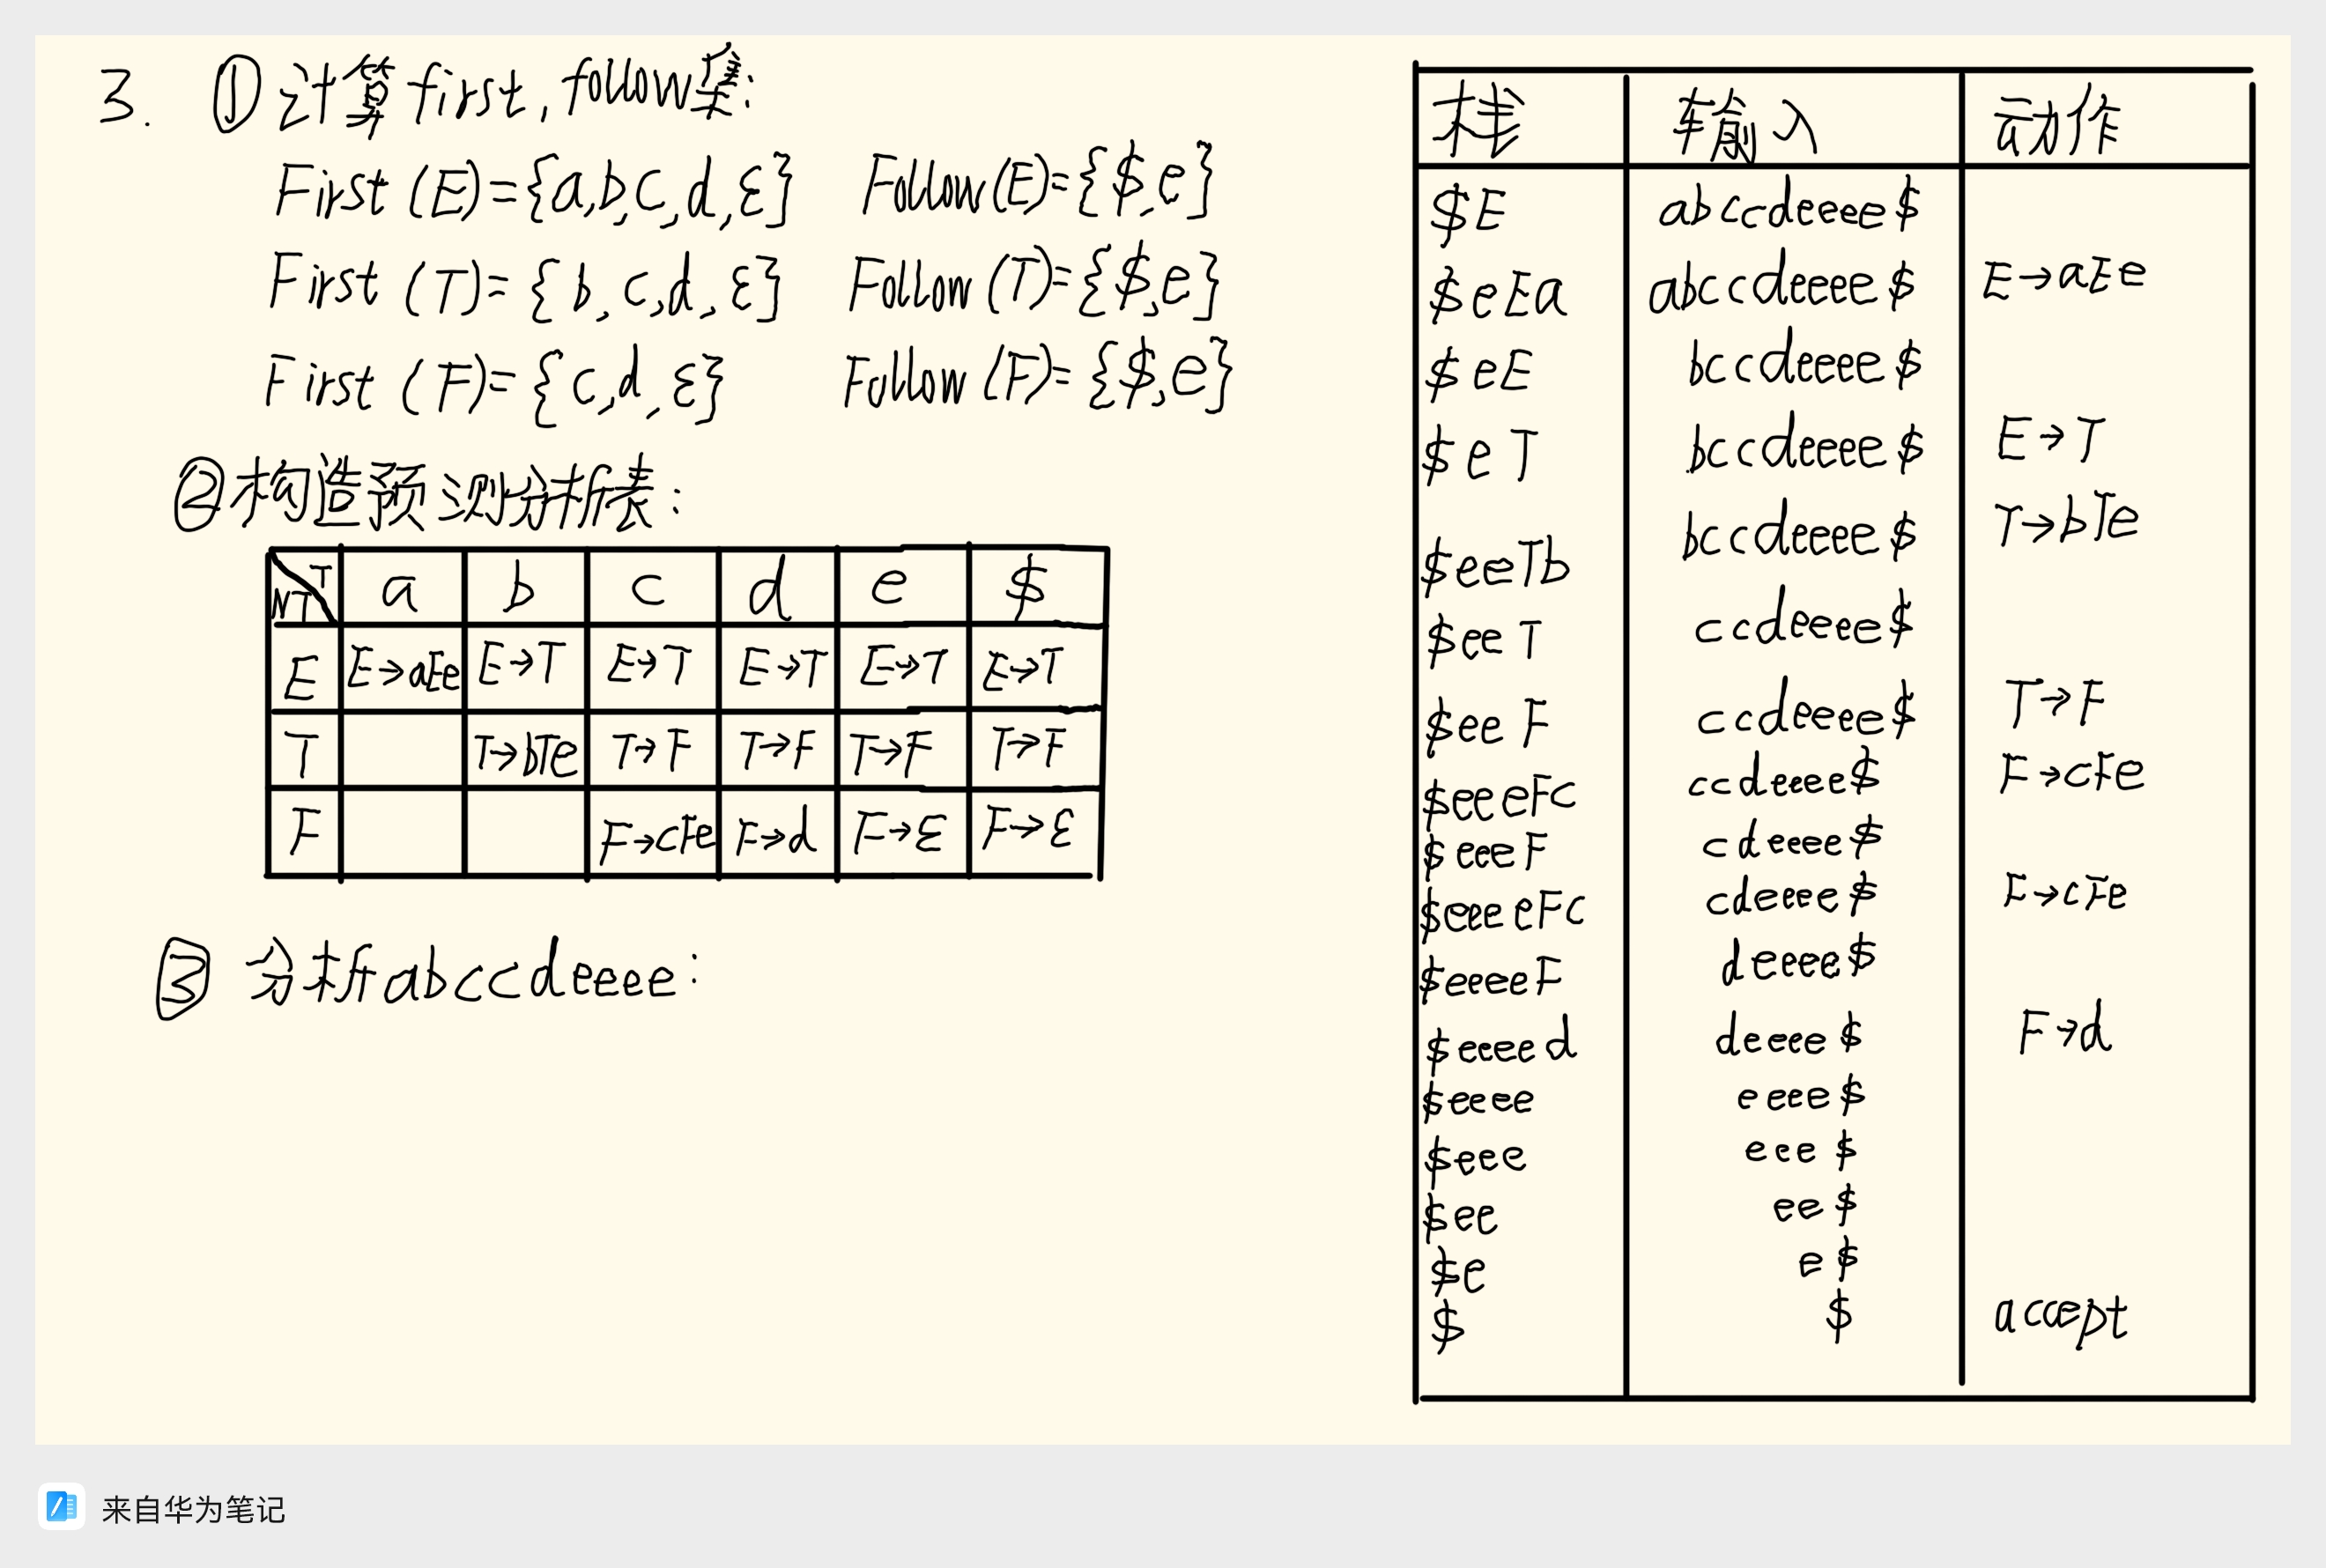 3. ①计算first,follow集:
First(E)={a,b,c,d,ε} Follow(E)={$,e}
First(T)={b,c,d,ε} Follow(T)={$,e}
First(F)={c,d,ε} Follow(F)={$,e}
②构造预测分析表:
NT T a b c d e $
E E→aEe E→T E→T E→T E→T E→T
T T→bTe T→F T→F T→F T→F
F F→cFe F→d F→ε F→ε
③ 分析abccdeeee:
栈 输入 动作
$E abccdeeee$
$eEa abccdeeee$ E→aEe
$eE bccdeeee$
$eT bccdeeee$ E→T
$eeTb bccdeeee$ T→bTe
$eeT ccdeeee$
$eeF ccdeeee$ T→F
$eeeFc ccdeeee$ F→cFe
$eeeF cdeeee$
$eeeeFc cdeeee$ F→cFe
$eeeeF deeee$
$eeeed deeee$ F→d
$eeee eeee$
$eee eee$
$ee ee$
$e e$
$ $ accept
来自华为笔记